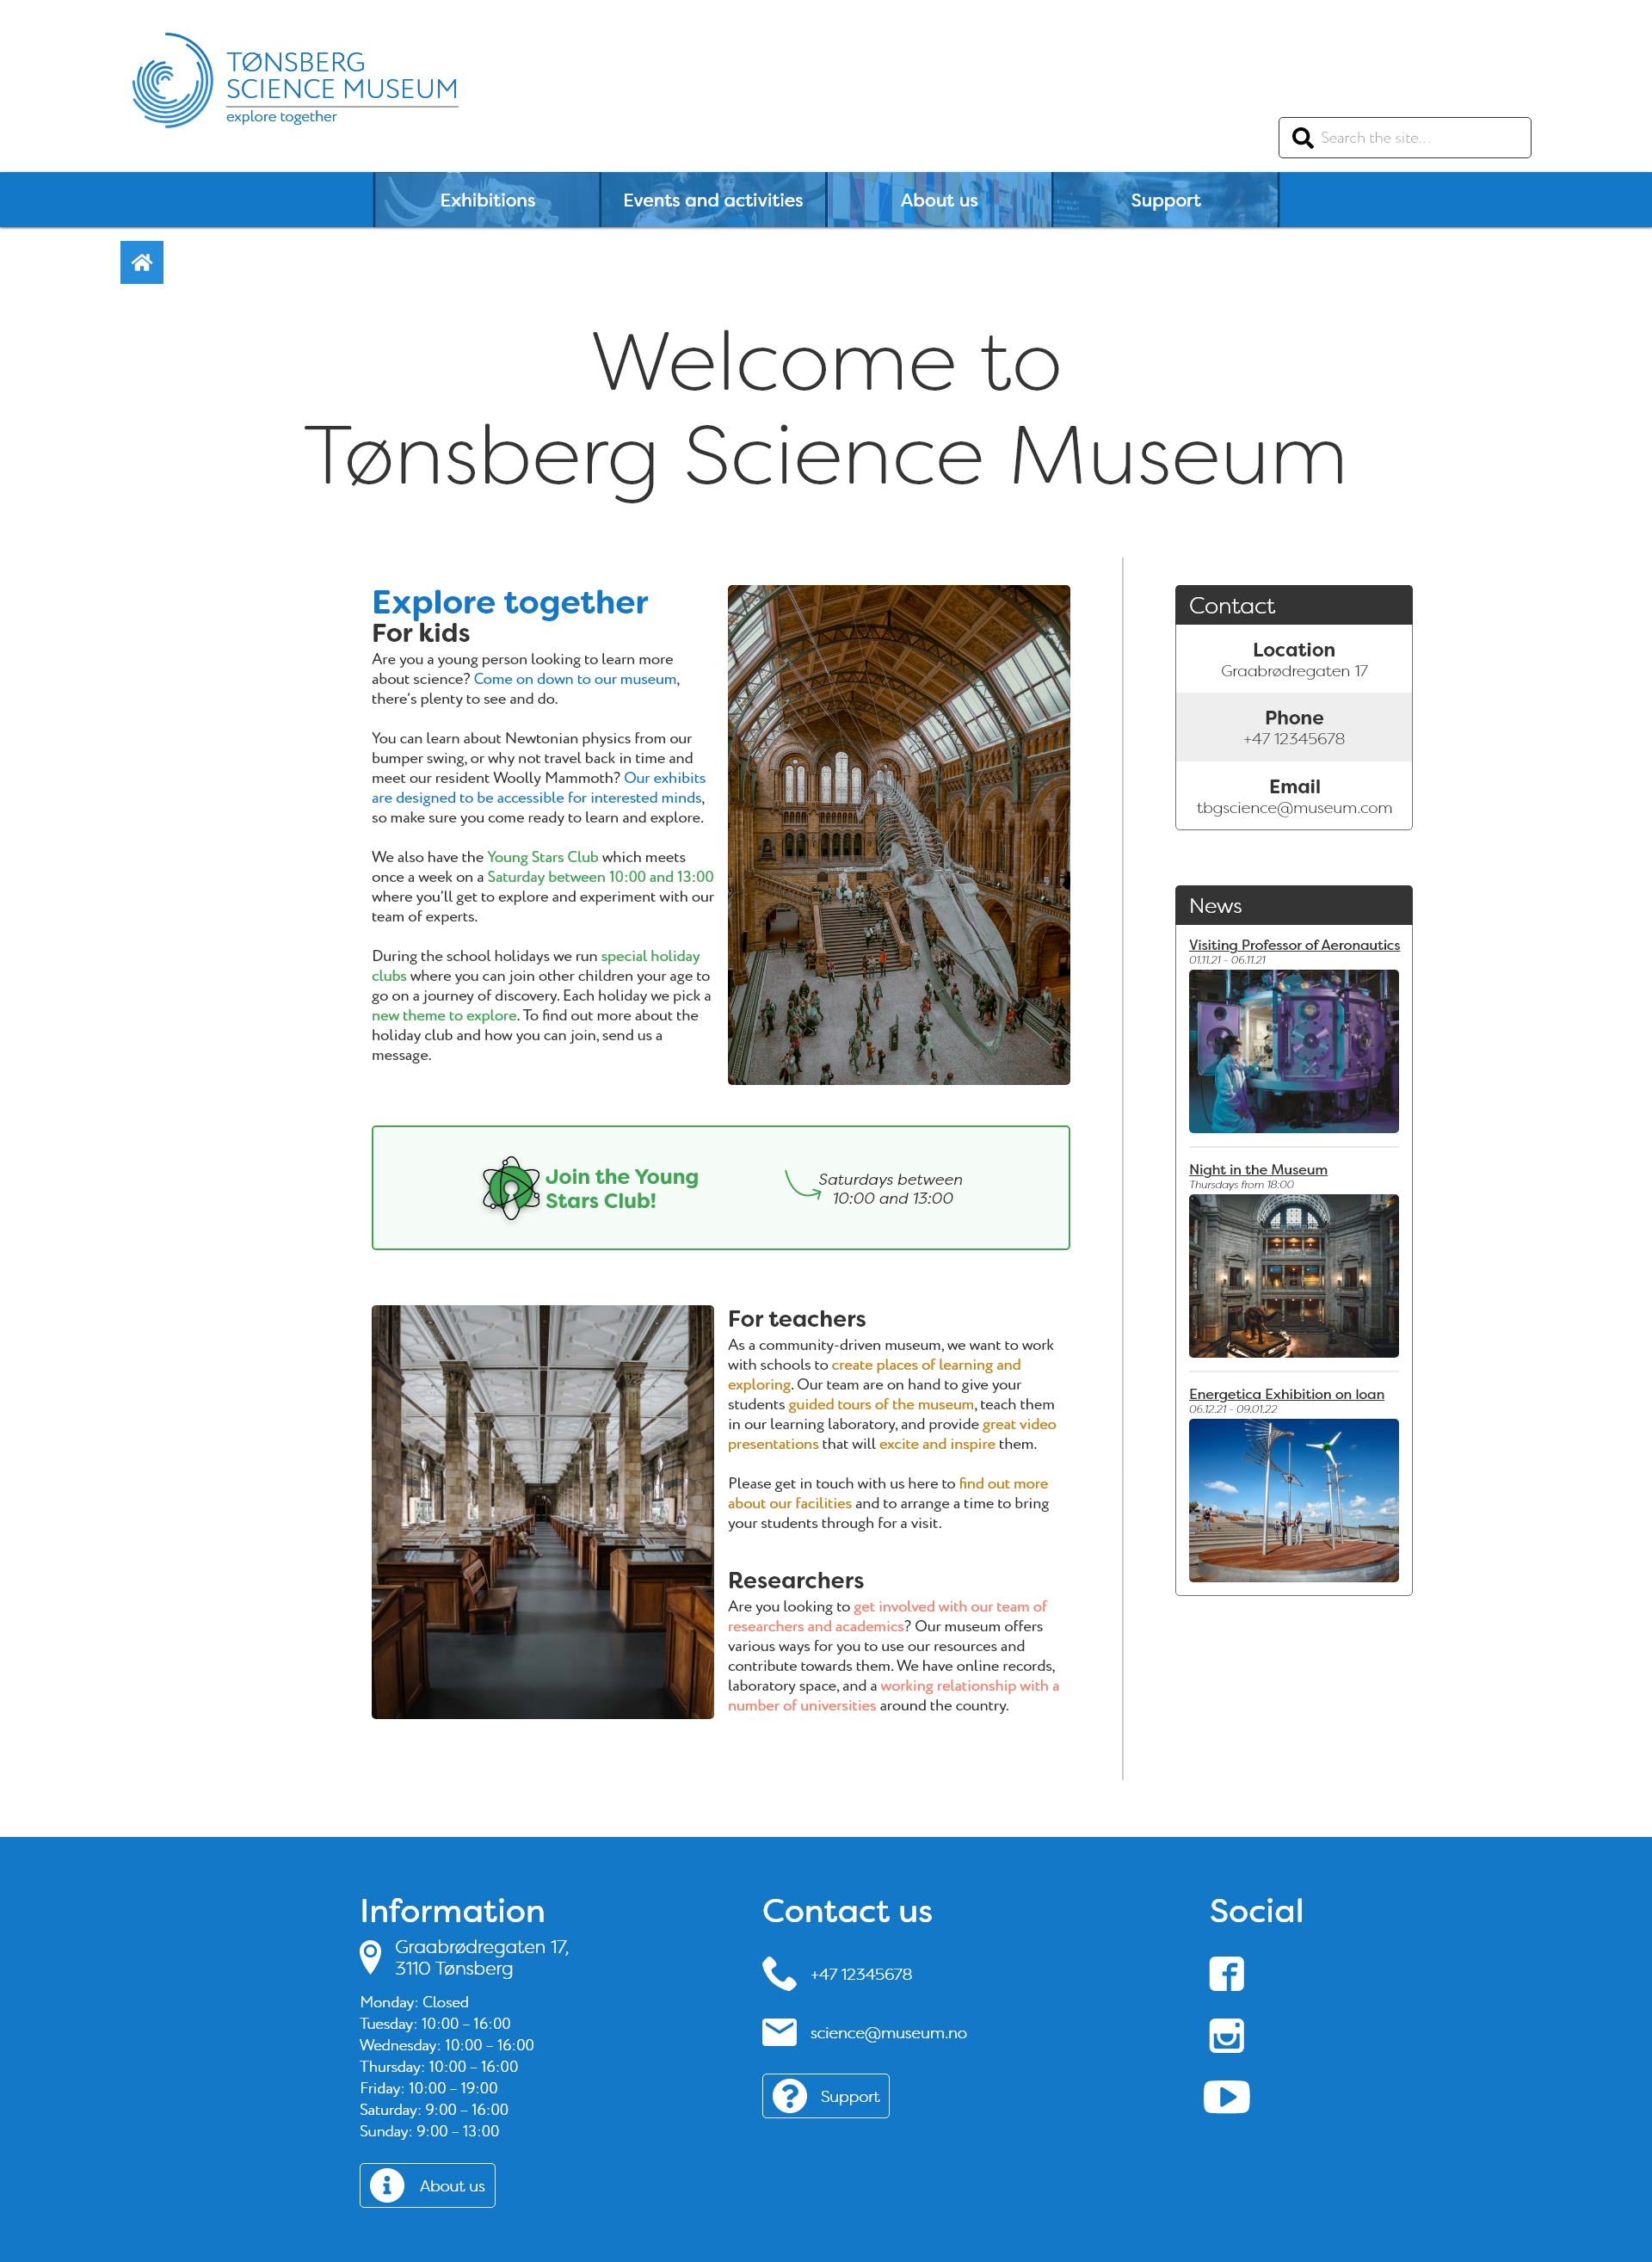 TØNSBERG
SCIENCE MUSEUM
explore together
Search the site...
Exhibitions
Events and activities
About us
Support
Welcome to
Tønsberg Science Museum
Explore together
For kids
Are you a young person looking to learn more
about science? Come on down to our museum,
there's plenty to see and do.
You can learn about Newtonian physics from our
bumper swing, or why not travel back in time and
meet our resident Woolly Mammoth? Our exhibits
are designed to be accessible for interested minds,
so make sure you come ready to learn and explore.
We also have the Young Stars Club which meets
once a week on a Saturday between 10:00 and 13:00
where you'll get to explore and experiment with our
team of experts.
During the school holidays we run special holiday
clubs where you can join other children your age to
go on a journey of discovery. Each holiday we pick a
new theme to explore. To find out more about the
holiday club and how you can join, send us a
message.
Join the Young
Stars Club!
Saturdays between
10:00 and 13:00
For teachers
As a community-driven museum, we want to work
with schools to create places of learning and
exploring. Our team are on hand to give your
students guided tours of the museum, teach them
in our learning laboratory, and provide great video
presentations that will excite and inspire them.
Please get in touch with us here to find out more
about our facilities and to arrange a time to bring
your students through for a visit.
Researchers
Are you looking to get involved with our team of
researchers and academics? Our museum offers
various ways for you to use our resources and
contribute towards them. We have online records,
laboratory space, and a working relationship with a
number of universities around the country.
Contact
Location
Graabrødregaten 17
Phone
+47 12345678
Email
tbgscience@museum.com
News
Visiting Professor of Aeronautics
01.11.21 - 06.11.21
Night in the Museum
Thursdays from 18:00
Energetica Exhibition on loan
06.12.21 - 09.01.22
Information
Graabrødregaten 17,
3110 Tønsberg
Monday: Closed
Tuesday: 10:00 – 16:00
Wednesday: 10:00 – 16:00
Thursday: 10:00 – 16:00
Friday: 10:00 – 19:00
Saturday: 9:00 – 16:00
Sunday: 9:00 – 13:00
About us
Contact us
+47 12345678
science@museum.no
Support
Social